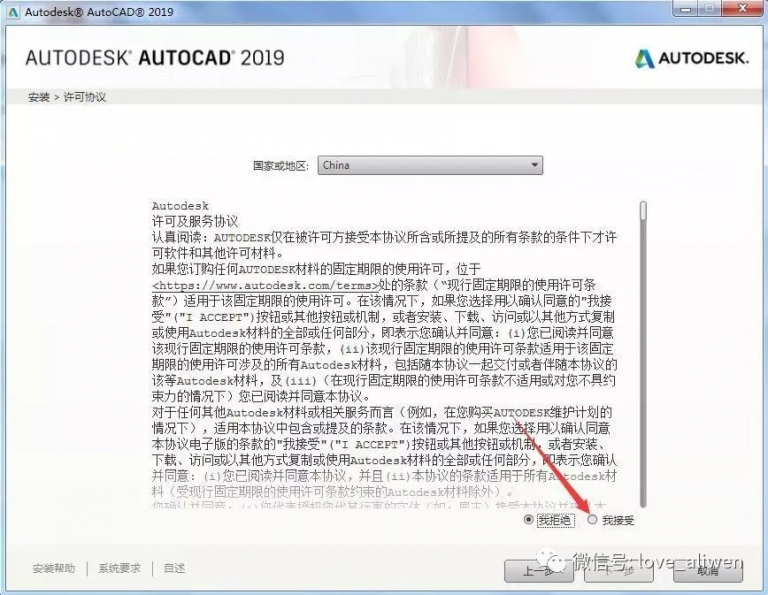 Autodesk® AutoCAD® 2019
AUTODESK® AUTOCAD® 2019
AUTODESK.
安装 > 许可协议
国家或地区: China
Autodesk
许可及服务协议
认真阅读：AUTODESK仅在被许可方接受本协议所含或所提及的所有条款的条件下才许
可软件和其他许可材料。
如果您订购任何AUTODESK材料的固定期限的使用许可，位于
<https://www.autodesk.com/terms>处的条款（“现行固定期限的使用许可条
款”）适用于该固定期限的使用许可。在该情况下，如果您选择用以确认同意的"我接
受"("I ACCEPT")按钮或其他按钮或机制，或者安装、下载、访问或以其他方式复制
或使用Autodesk材料的全部或任何部分，即表示您确认并同意：(i)您已阅读并同意
该现行固定期限的使用许可条款，(ii)该现行固定期限的使用许可条款适用于该固定
期限的使用许可涉及的所有Autodesk材料，包括随本协议一起交付或者伴随本协议的
该等Autodesk材料，及(iii)（在现行固定期限的使用许可条款不适用或对您不具约
束力的情况下）您已阅读并同意本协议。
对于任何其他Autodesk材料或相关服务而言（例如，在您购买AUTODESK维护计划的
情况下），适用本协议中包含或提及的条款。在该情况下，如果您选择用以确认同意
本协议电子版的条款的"我接受"("I ACCEPT")按钮或其他按钮或机制，或者安装、
下载、访问或以其他方式复制或使用Autodesk材料的全部或任何部分，即表示您确认
并同意：(i)您已阅读并同意本协议，并且(ii)本协议的条款适用于所有Autodesk材
料（受现行固定期限的使用许可条款约束的Autodesk材料除外）。
我拒绝 我接受
安装帮助 系统要求 自述 上一步 下一步 取消
微信号: love_aliwen